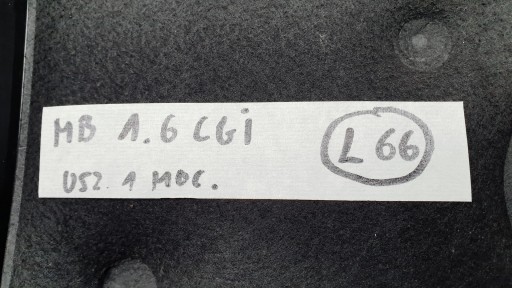 MB 1.6 CGi L 66
USZ. 1 MOC.